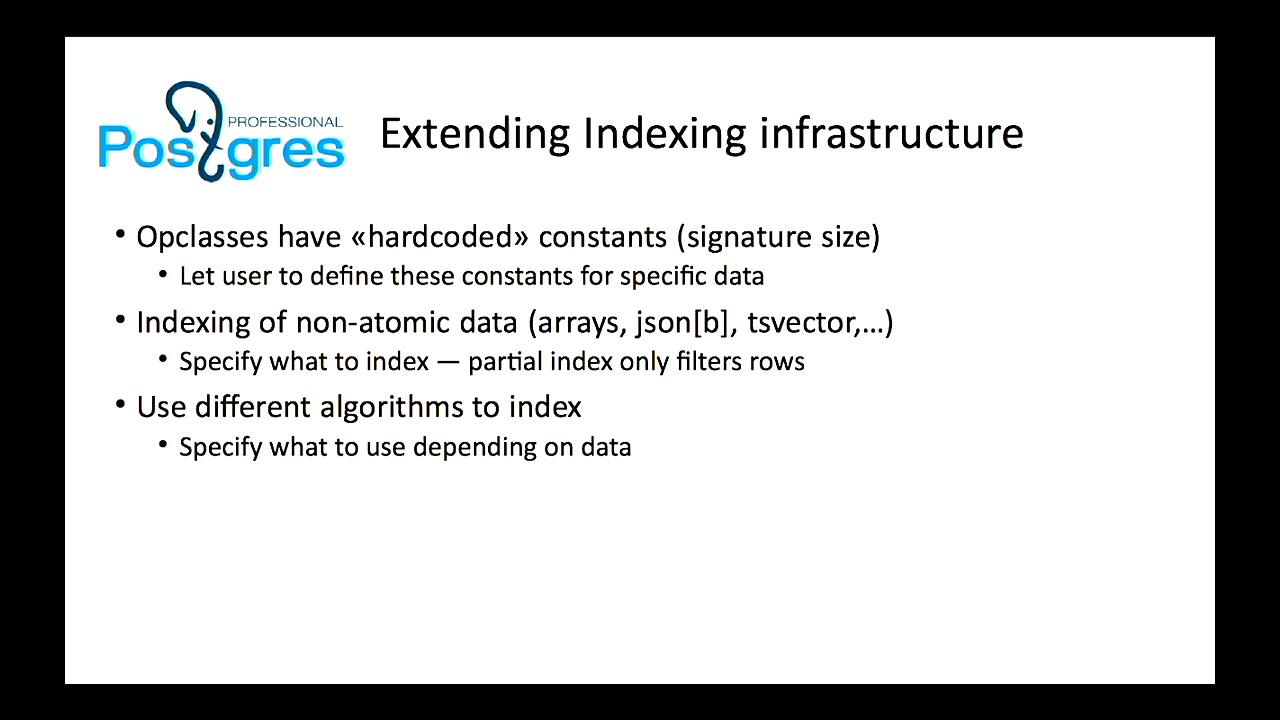 PROFESSIONAL
Postgres
Extending Indexing infrastructure
• Opclasses have «hardcoded» constants (signature size)
• Let user to define these constants for specific data
• Indexing of non-atomic data (arrays, json[b], tsvector,...)
• Specify what to index — partial index only filters rows
• Use different algorithms to index
• Specify what to use depending on data